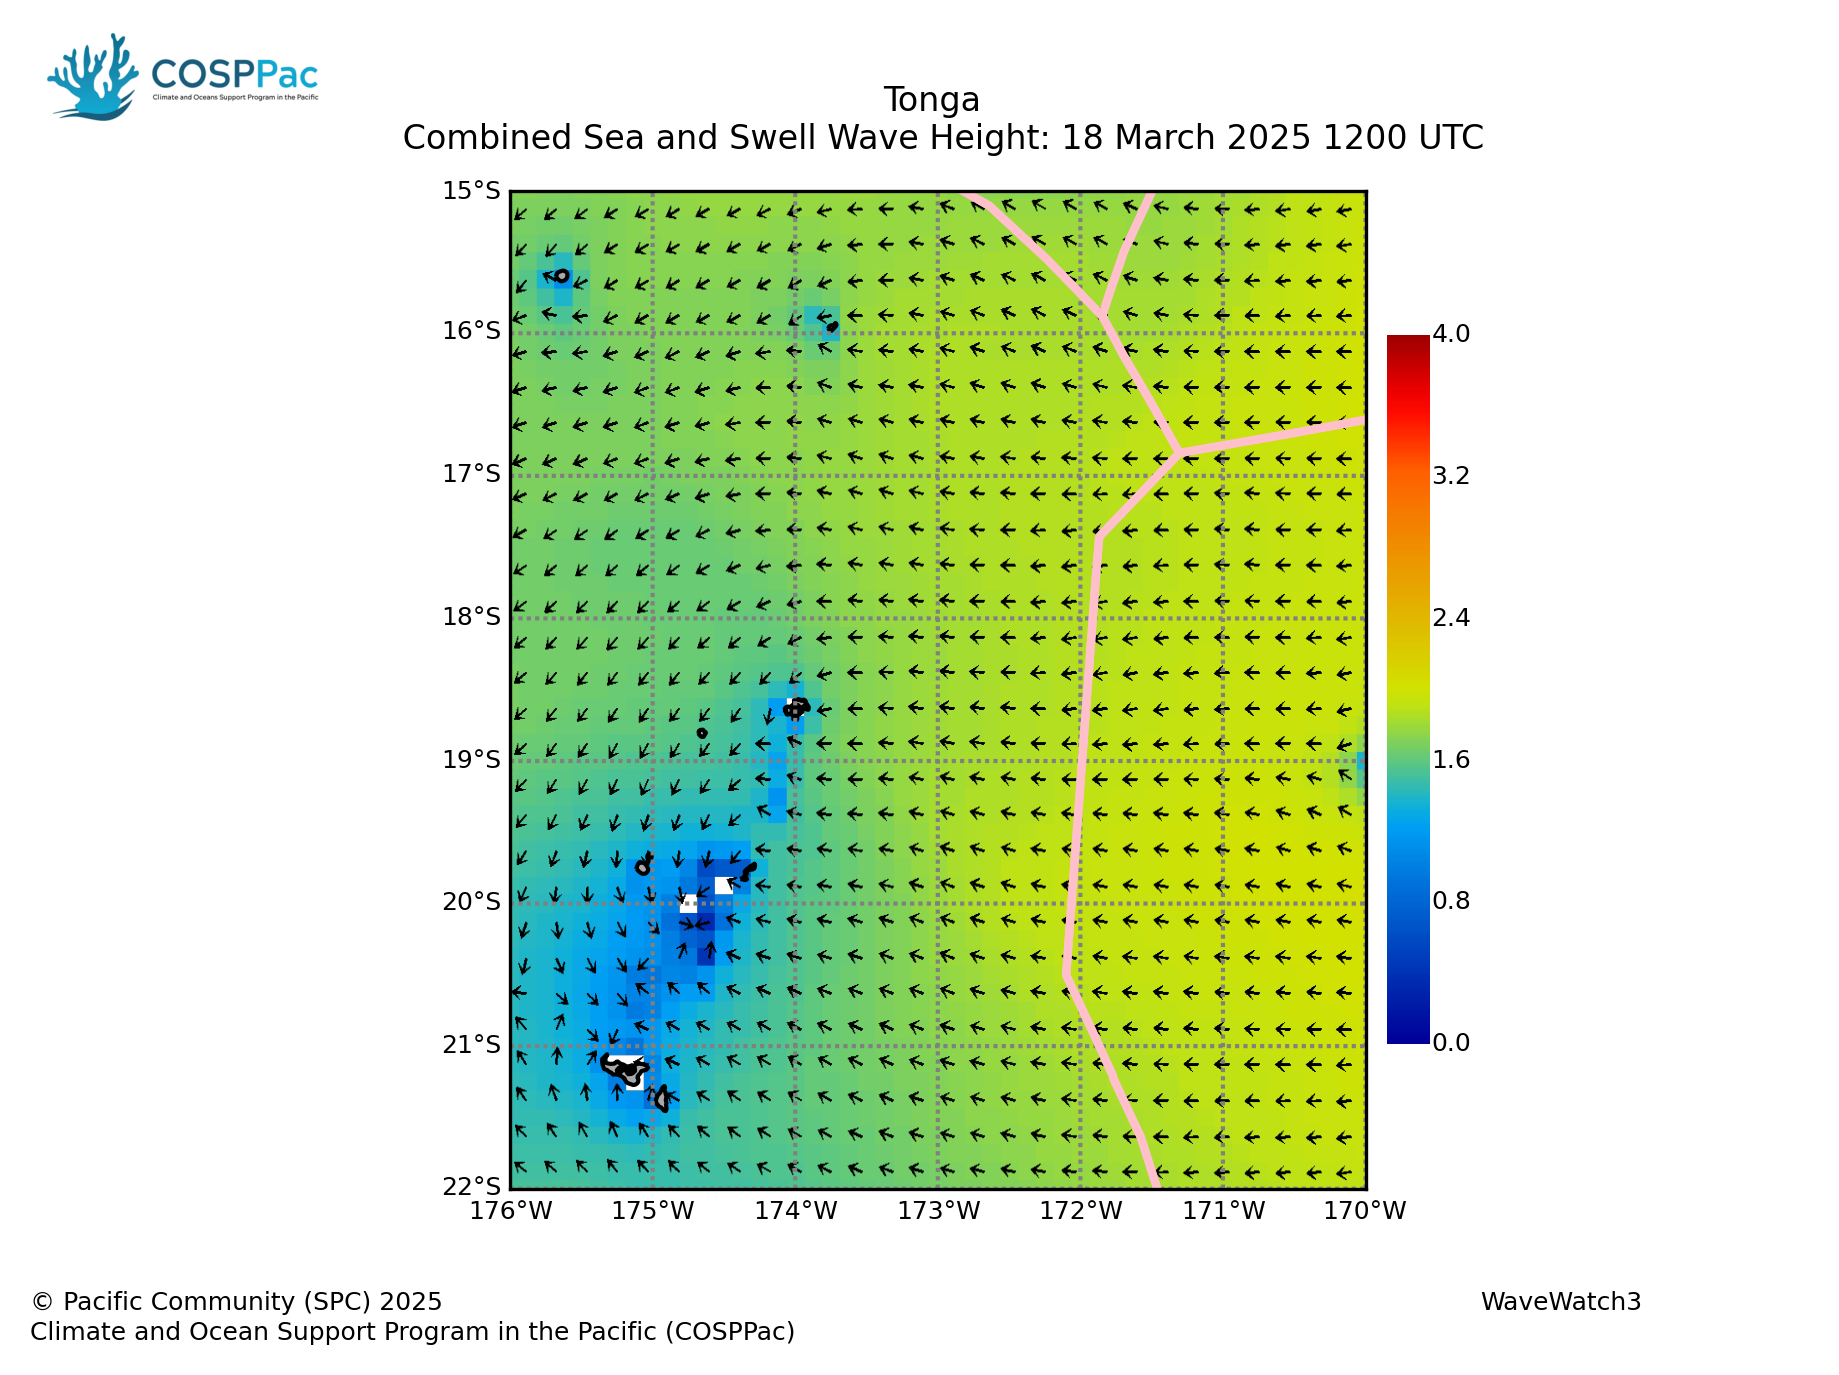 COSPPac
Climate and Oceans Support Program in the Pacific
Tonga
Combined Sea and Swell Wave Height: 18 March 2025 1200 UTC
15°S
16°S
17°S
18°S
19°S
20°S
21°S
22°S
176°W 175°W 174°W 173°W 172°W 171°W 170°W
4.0
3.2
2.4
1.6
0.8
0.0
© Pacific Community (SPC) 2025
Climate and Ocean Support Program in the Pacific (COSPPac)
WaveWatch3